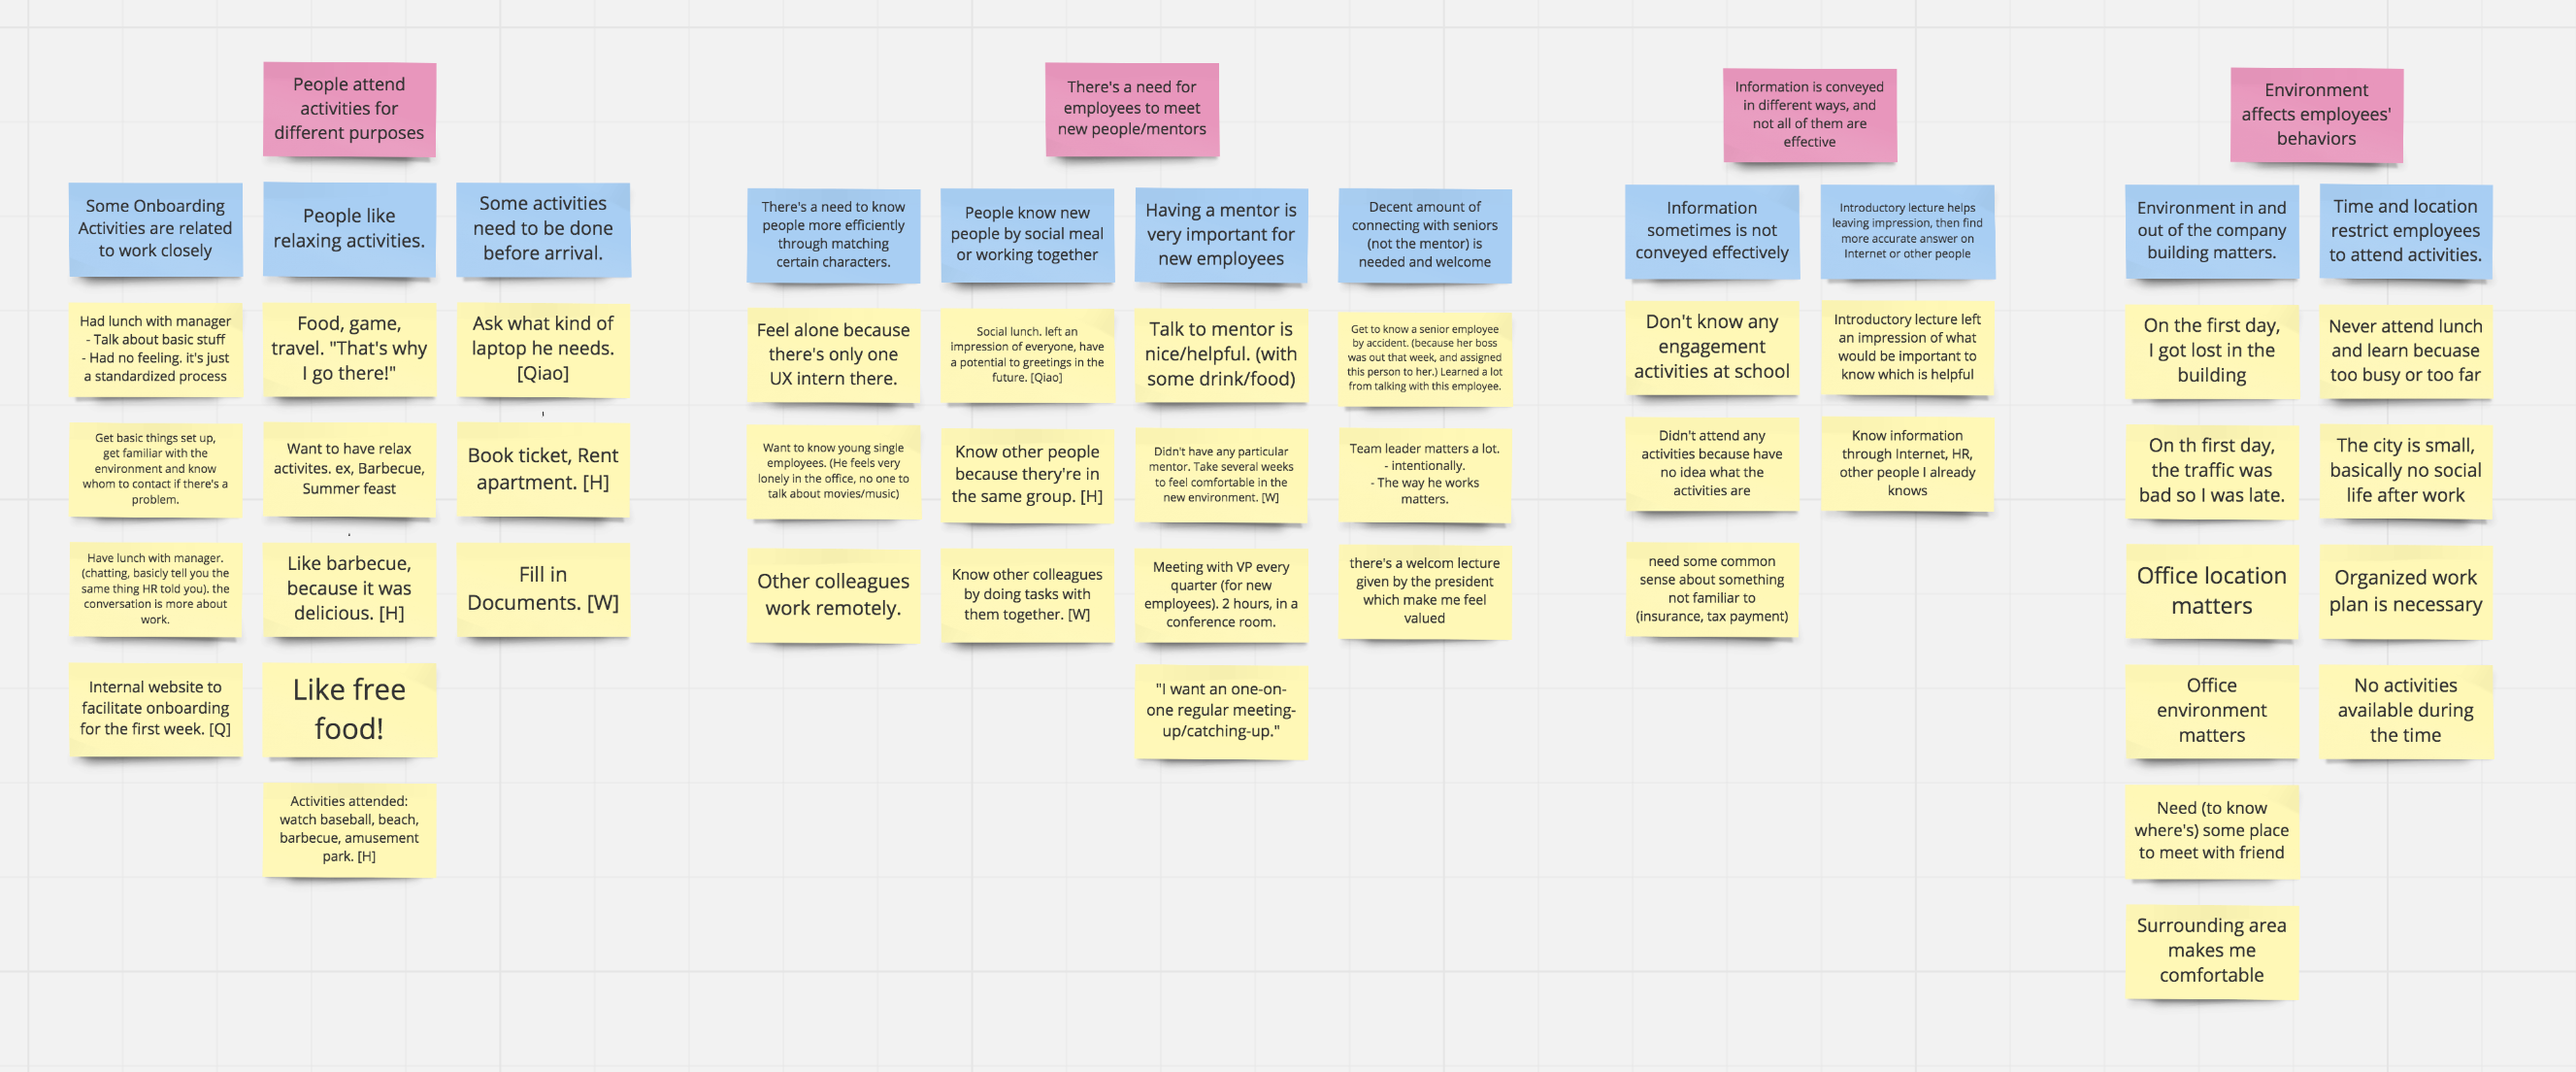 People attend
activities for
different purposes
Some Onboarding
Activities are related
to work closely
Had lunch with manager
- Talk about basic stuff
- Had no feeling. it's just
a standardized process
Get basic things set up,
get familiar with the
environment and know
whom to contact if there's a
problem.
Have lunch with manager.
(chatting, basicly tell you the
same thing HR told you). the
conversation is more about
work.
Internal website to
facilitate onboarding
for the first week. [Q]
People like
relaxing activities.
Food, game,
travel. "That's why
I go there!"
Want to have relax
activites. ex, Barbecue,
Summer feast
.
Like barbecue,
because it was
delicious. [H]
Like free
food!
Activities attended:
watch baseball, beach,
barbecue, amusement
park. [H]
Some activities
need to be done
before arrival.
Ask what kind of
laptop he needs.
[Qiao]
'
Book ticket, Rent
apartment. [H]
Fill in
Documents. [W]
There's a need for
employees to meet
new people/mentors
There's a need to know
people more efficiently
through matching
certain characters.
Feel alone because
there's only one
UX intern there.
Want to know young single
employees. (He feels very
lonely in the office, no one to
talk about movies/music)
Other colleagues
work remotely.
People know new
people by social meal
or working together
Social lunch. left an
impression of everyone, have
a potential to greetings in the
future. [Qiao]
Know other people
because thery're in
the same group. [H]
Know other colleagues
by doing tasks with
them together. [W]
Having a mentor is
very important for
new employees
Talk to mentor is
nice/helpful. (with
some drink/food)
Didn't have any particular
mentor. Take several weeks
to feel comfortable in the
new environment. [W]
Meeting with VP every
quarter (for new
employees). 2 hours, in a
conference room.
"I want an one-on-
one regular meeting-
up/catching-up."
Decent amount of
connecting with seniors
(not the mentor) is
needed and welcome
Get to know a senior employee
by accident. (because her boss
was out that week, and assigned
this person to her.) Learned a lot
from talking with this employee.
Team leader matters a lot.
- intentionally.
- The way he works
matters.
there's a welcom lecture
given by the president
which make me feel
valued
Information is conveyed
in different ways, and
not all of them are
effective
Information
sometimes is not
conveyed effectively
Don't know any
engagement
activities at school
Didn't attend any
activities because have
no idea what the
activities are
need some common
sense about something
not familiar to
(insurance, tax payment)
Introductory lecture helps
leaving impression, then find
more accurate answer on
Internet or other people
Introductory lecture left
an impression of what
would be important to
know which is helpful
Know information
through Internet, HR,
other people I already
knows
Environment
affects employees'
behaviors
Environment in and
out of the company
building matters.
On the first day,
I got lost in the
building
On th first day,
the traffic was
bad so I was late.
Office location
matters
Office
environment
matters
Need (to know
where's) some place
to meet with friend
Surrounding area
makes me
comfortable
Time and location
restrict employees
to attend activities.
Never attend lunch
and learn becuase
too busy or too far
The city is small,
basically no social
life after work
Organized work
plan is necessary
No activities
available during
the time